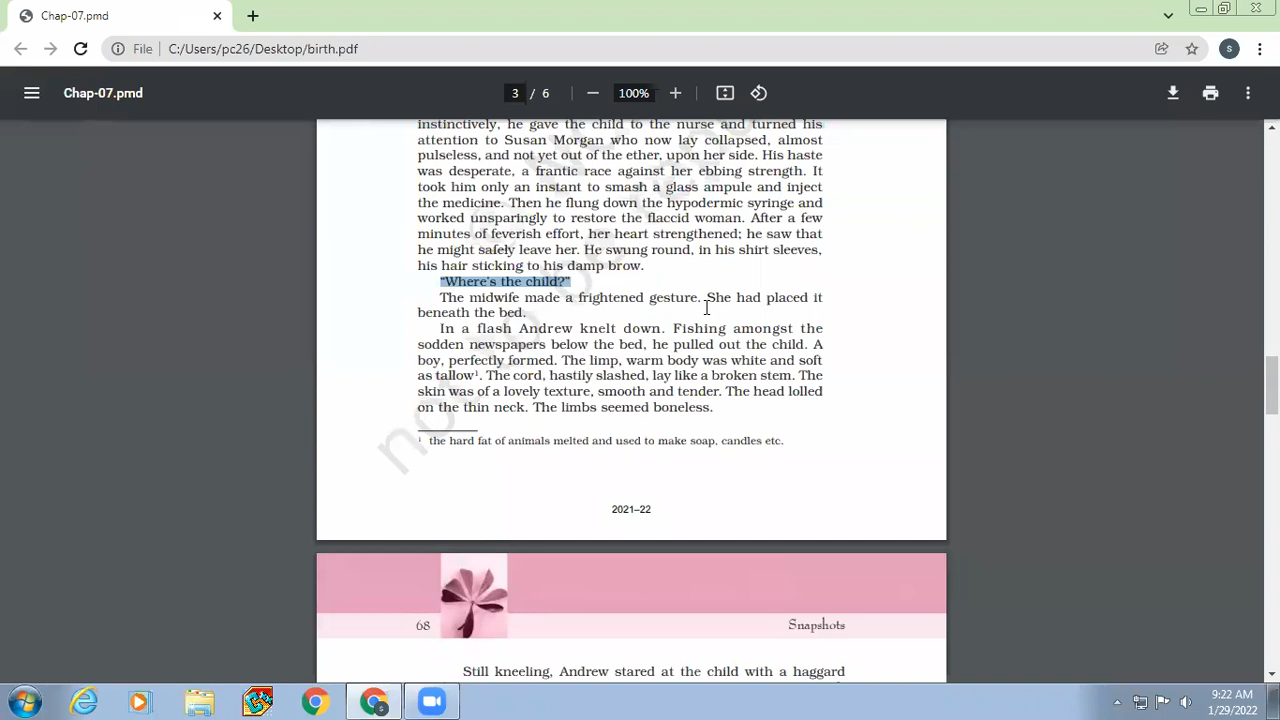 Chap-07.pmd
File C:/Users/pc26/Desktop/birth.pdf
S
Chap-07.pmd
3 / 6
100%
instinctively, he gave the child to the nurse and turned his
attention to Susan Morgan who now lay collapsed, almost
pulseless, and not yet out of the ether, upon her side. His haste
was desperate, a frantic race against her ebbing strength. It
took him only an instant to smash a glass ampule and inject
the medicine. Then he flung down the hypodermic syringe and
worked unsparingly to restore the flaccid woman. After a few
minutes of feverish effort, her heart strengthened; he saw that
he might safely leave her. He swung round, in his shirt sleeves,
his hair sticking to his damp brow.
“Where’s the child?”
The midwife made a frightened gesture. She had placed it
beneath the bed.
In a flash Andrew knelt down. Fishing amongst the
sodden newspapers below the bed, he pulled out the child. A
boy, perfectly formed. The limp, warm body was white and soft
as tallow¹. The cord, hastily slashed, lay like a broken stem. The
skin was of a lovely texture, smooth and tender. The head lolled
on the thin neck. The limbs seemed boneless.
¹ the hard fat of animals melted and used to make soap, candles etc.
2021–22
68
Snapshots
Still kneeling, Andrew stared at the child with a haggard
9:22 AM
1/29/2022